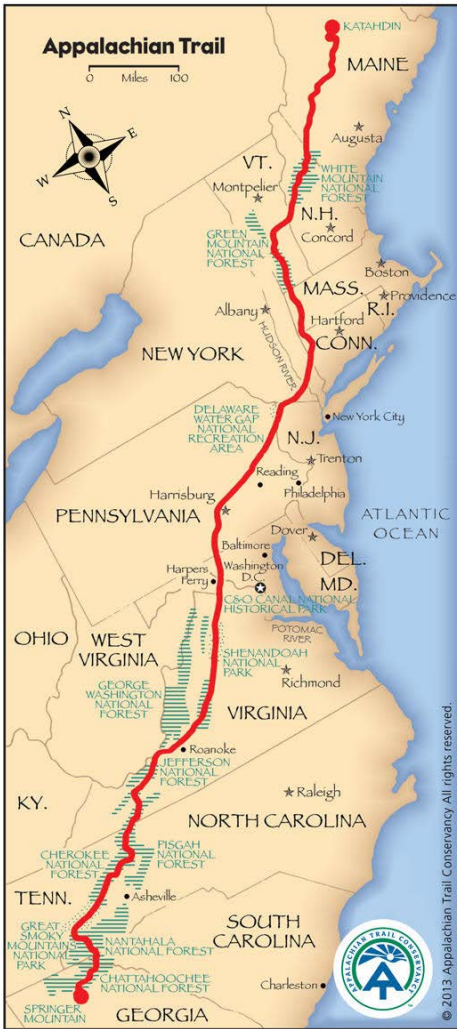 Appalachian Trail
0 Miles 100
N
E
W
S
KATAHDIN
MAINE
Augusta
VT.
WHITE
MOUNTAIN
NATIONAL
FOREST
Montpelier
N.H.
Concord
GREEN
MOUNTAIN
NATIONAL
FOREST
CANADA
Boston
MASS.
R.I.
Providence
Albany
Hartford
CONN.
HUDSON RIVER
NEW YORK
DELAWARE
WATER GAP
NATIONAL
RECREATION
AREA
New York City
N.J.
Trenton
Reading
Philadelphia
Harrisburg
PENNSYLVANIA
ATLANTIC
OCEAN
Dover
Baltimore
DEL.
Washington
D.C.
MD.
Harpers
Ferry
C&O CANAL NATIONAL
HISTORICAL PARK
POTOMAC
RIVER
OHIO
WEST
VIRGINIA
SHENANDOAH
NATIONAL
PARK
Richmond
GEORGE
WASHINGTON
NATIONAL
FOREST
VIRGINIA
Roanoke
JEFFERSON
NATIONAL
FOREST
KY.
Raleigh
NORTH CAROLINA
PISGAH
NATIONAL
FOREST
CHEROKEE
NATIONAL
FOREST
TENN.
Asheville
GREAT
SMOKY
MOUNTAINS
NATIONAL
PARK
SOUTH
CAROLINA
NANTAHALA
NATIONAL FOREST
CHATTAHOOCHEE
NATIONAL FOREST
SPRINGER
MOUNTAIN
GEORGIA
Charleston
APPALACHIAN TRAIL CONSERVANCY
© 2013 Appalachian Trail Conservancy All rights reserved.